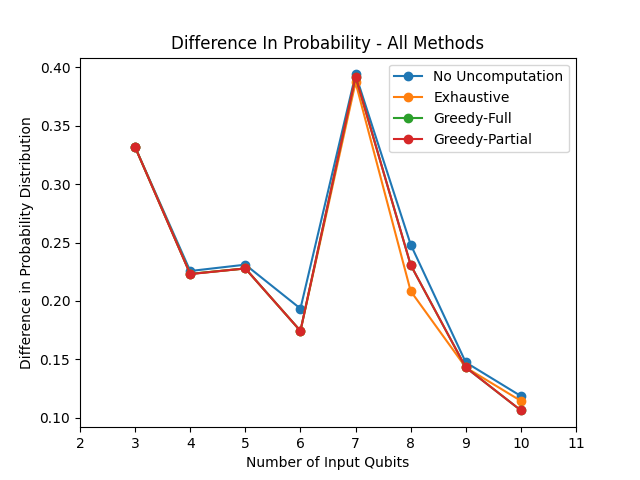 Difference In Probability - All Methods
Difference in Probability Distribution
0.40
0.35
0.30
0.25
0.20
0.15
0.10
No Uncomputation
Exhaustive
Greedy-Full
Greedy-Partial
2 3 4 5 6 7 8 9 10 11
Number of Input Qubits